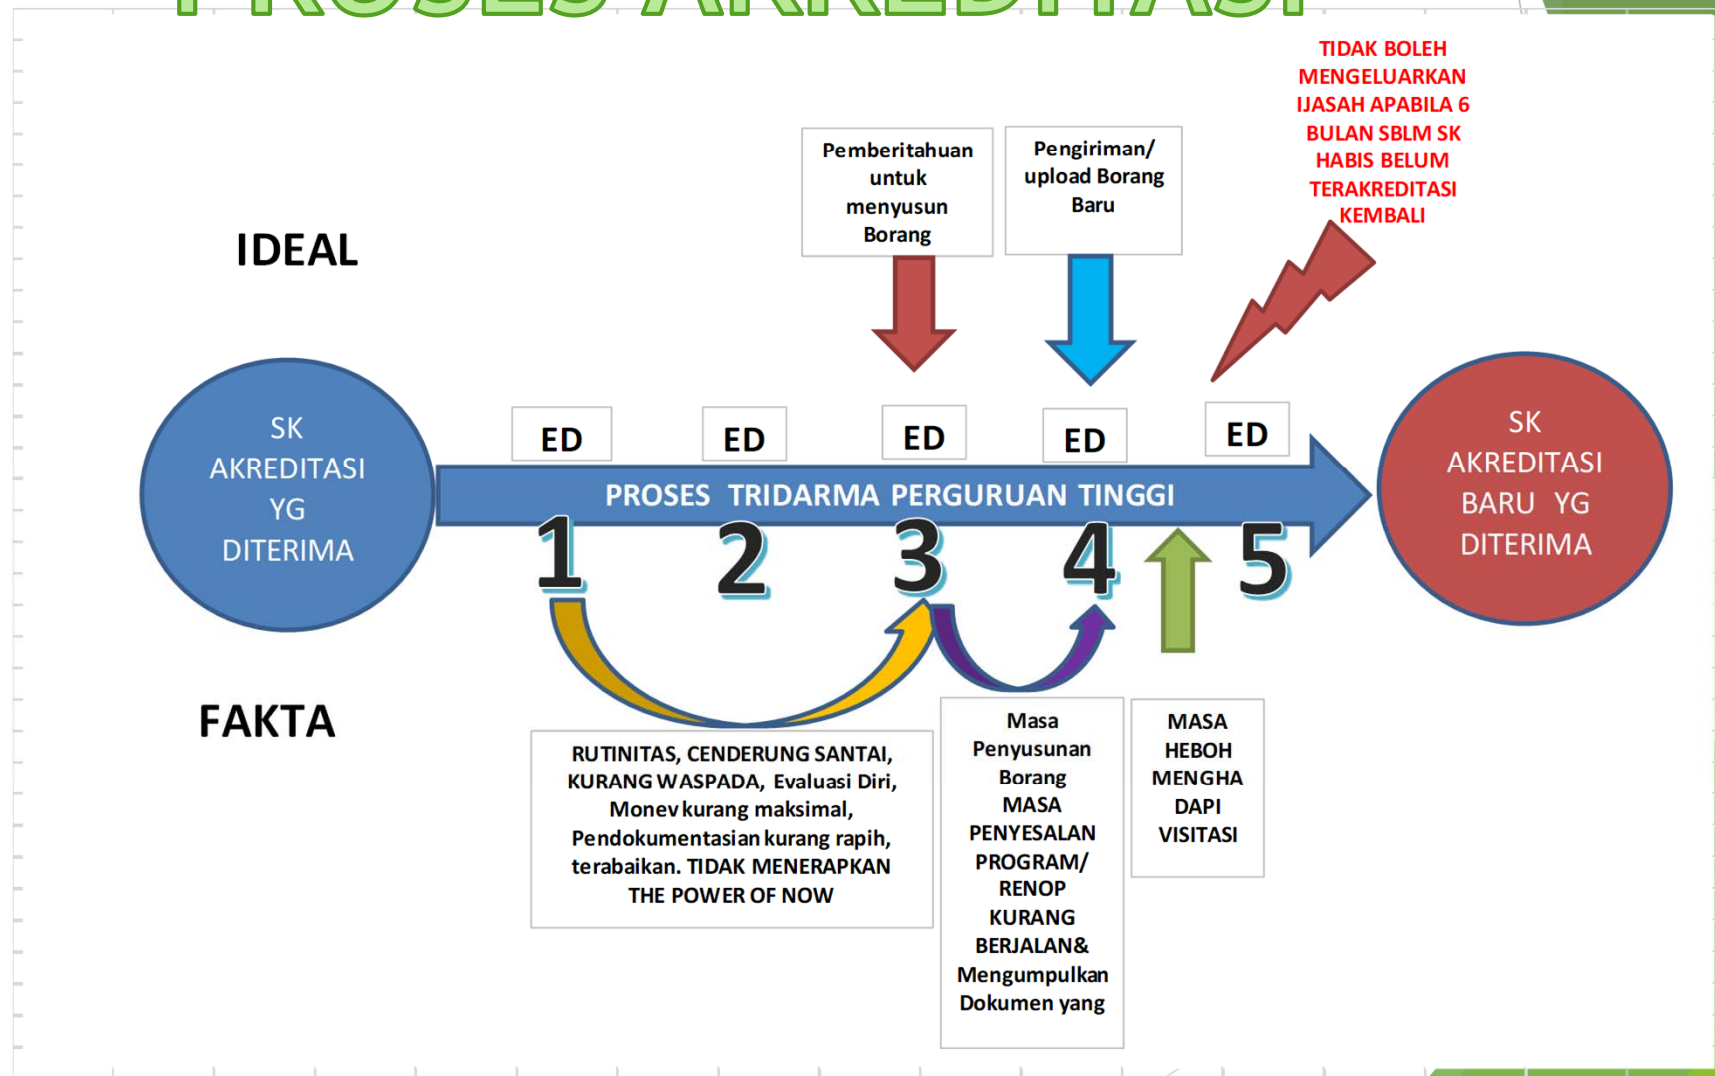 PROSES AKREDITASI
TIDAK BOLEH
MENGELUARKAN
IJASAH APABILA 6
BULAN SBLM SK
HABIS BELUM
TERAKREDITASI
KEMBALI
Pemberitahuan
untuk
menyusun
Borang
Pengiriman/
upload Borang
Baru
IDEAL
SK
AKREDITASI
YG
DITERIMA
ED
ED
ED
ED
ED
PROSES TRIDARMA PERGURUAN TINGGI
1
2
3
4
5
SK
AKREDITASI
BARU YG
DITERIMA
FAKTA
RUTINITAS, CENDERUNG SANTAI,
KURANG WASPADA, Evaluasi Diri,
Monev kurang maksimal,
Pendokumentasian kurang rapih,
terabaikan. TIDAK MENERAPKAN
THE POWER OF NOW
Masa
Penyusunan
Borang
MASA
PENYESALAN
PROGRAM/
RENOP
KURANG
BERJALAN&
Mengumpulkan
Dokumen yang
MASA
HEBOH
MENGHA
DAPI
VISITASI